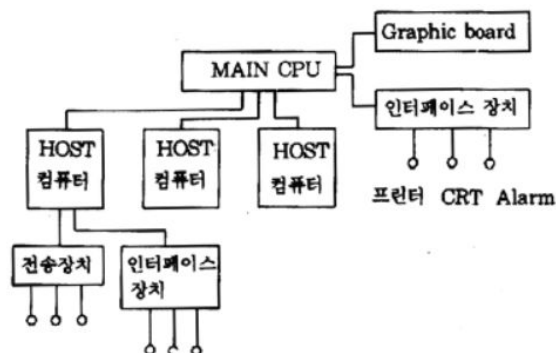 Graphic board
MAIN CPU
인터페이스 장치
HOST
컴퓨터
HOST
컴퓨터
HOST
컴퓨터
프린터 CRT Alarm
전송장치
인터페이스
장치